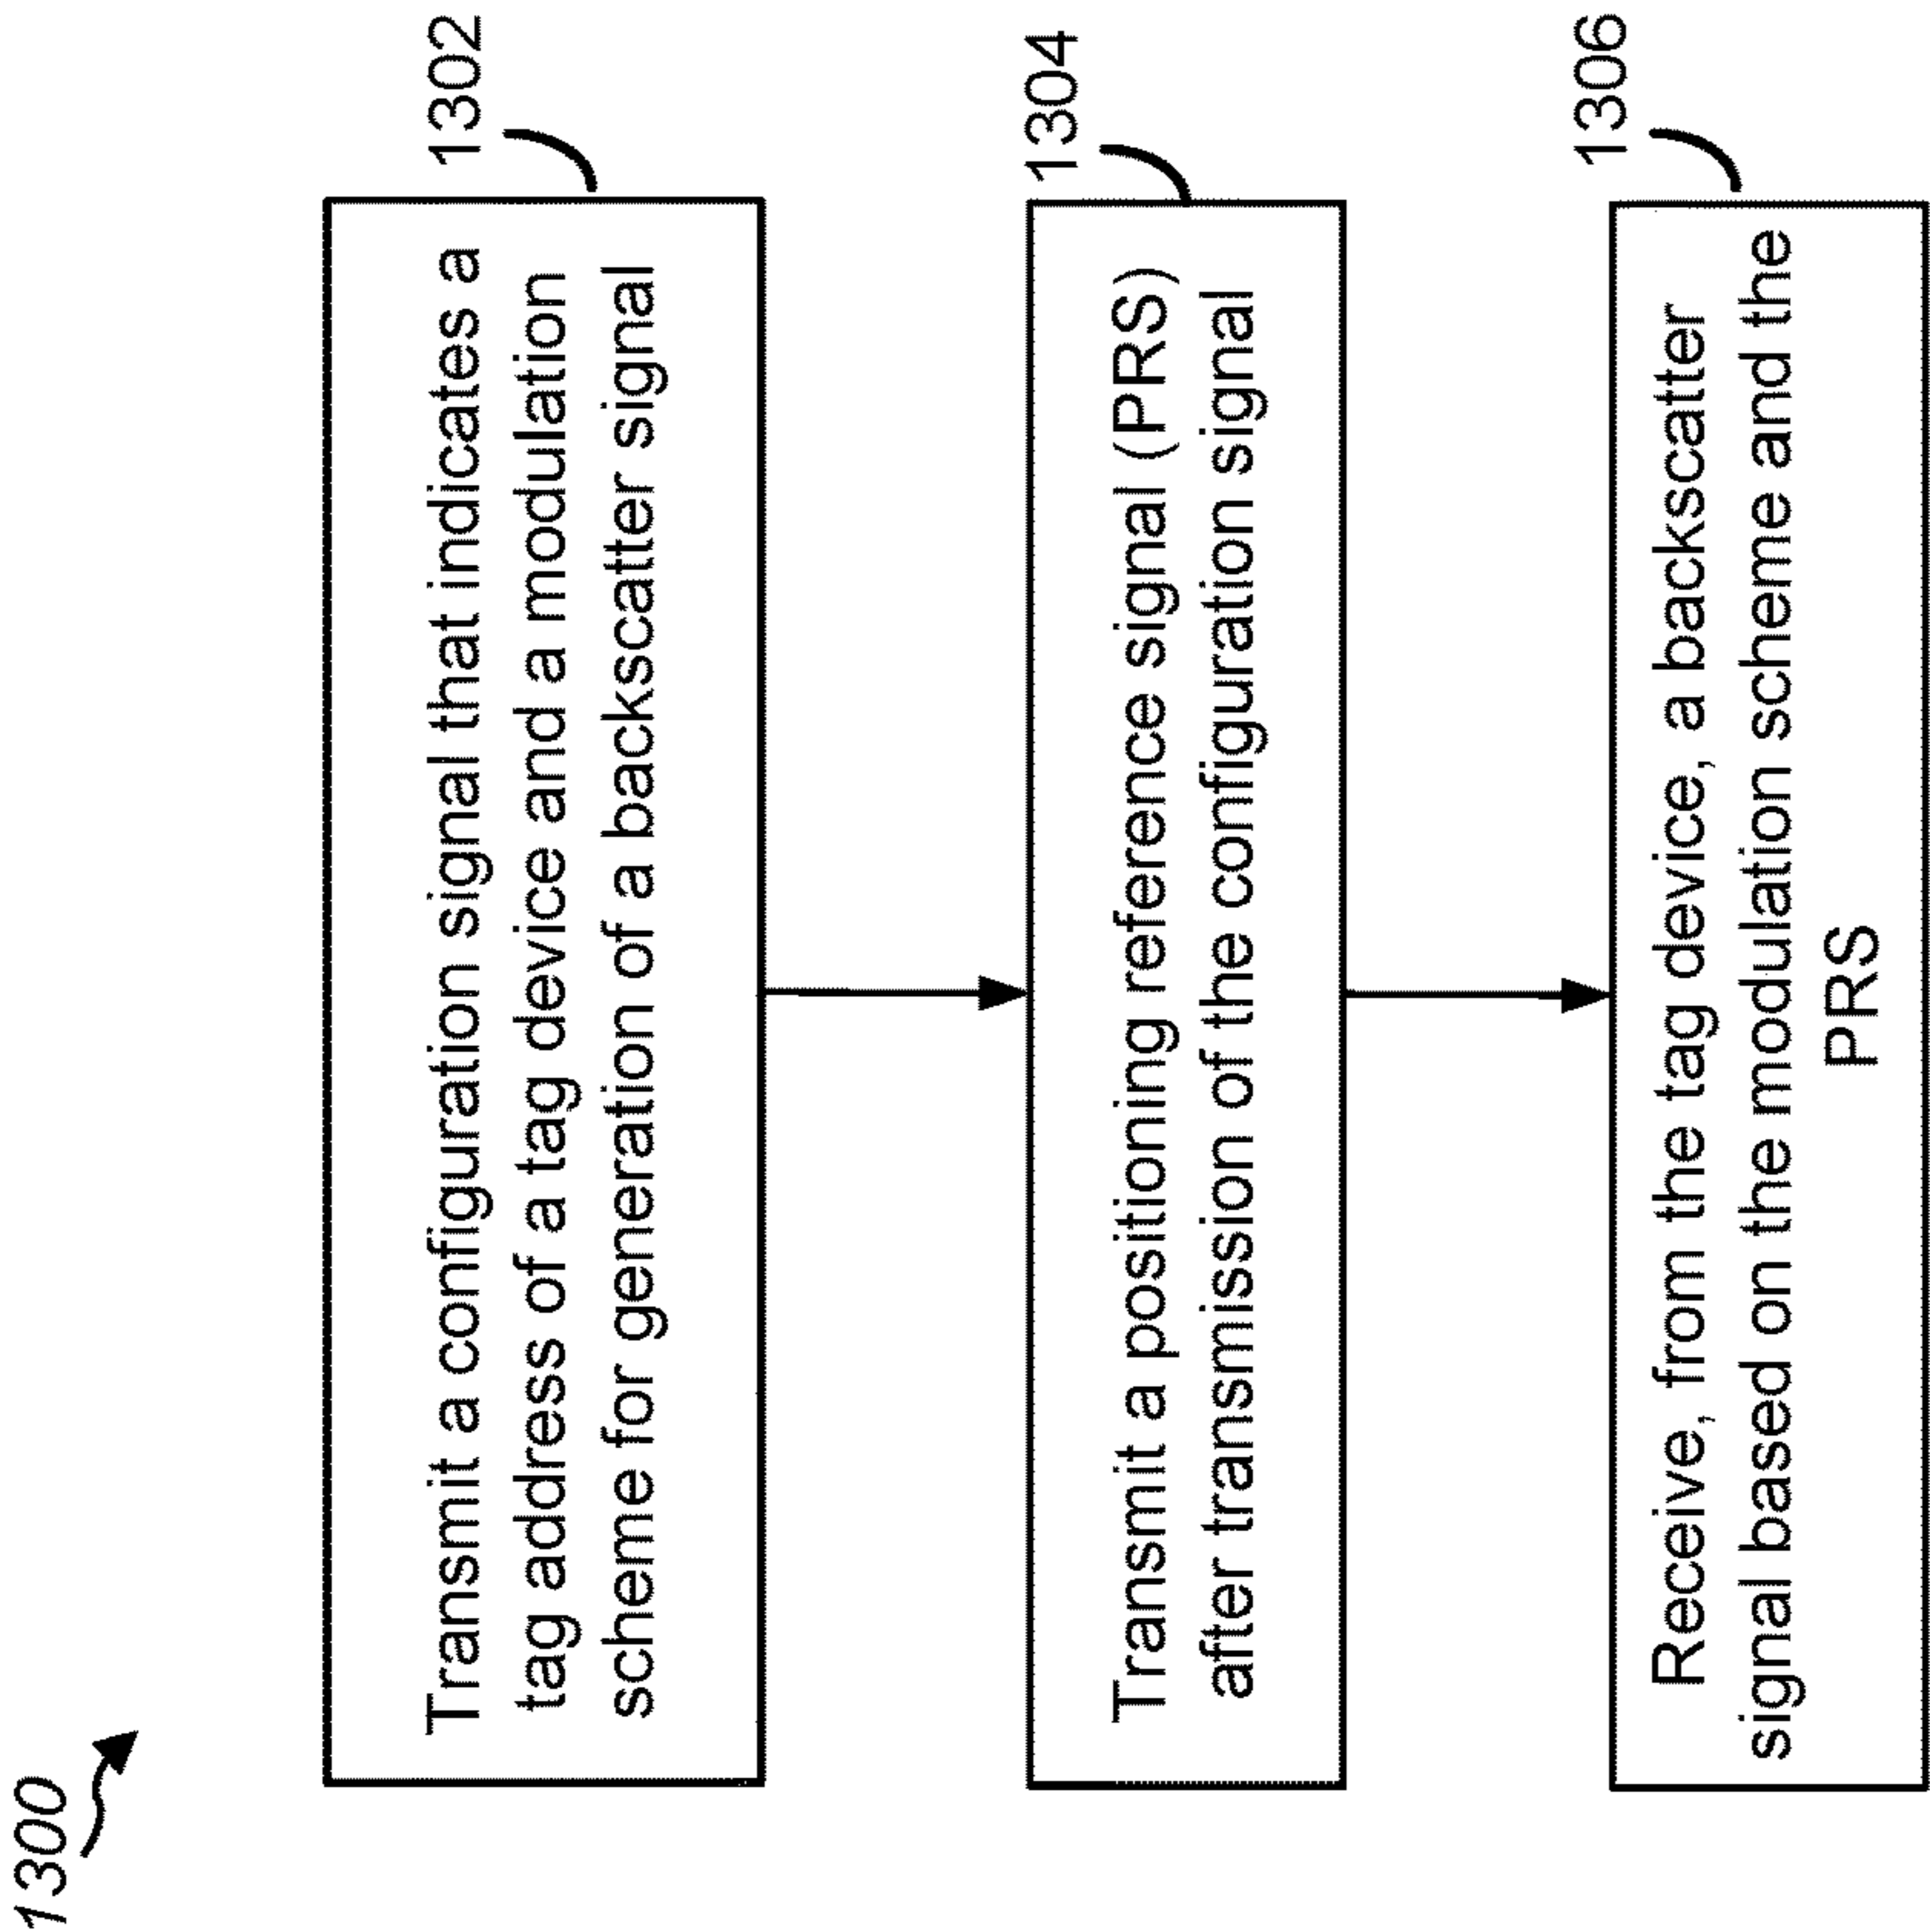 1300
Transmit a configuration signal that indicates a
tag address of a tag device and a modulation
scheme for generation of a backscatter signal
1302
Transmit a positioning reference signal (PRS)
after transmission of the configuration signal
1304
Receive, from the tag device, a backscatter
signal based on the modulation scheme and the
PRS
1306